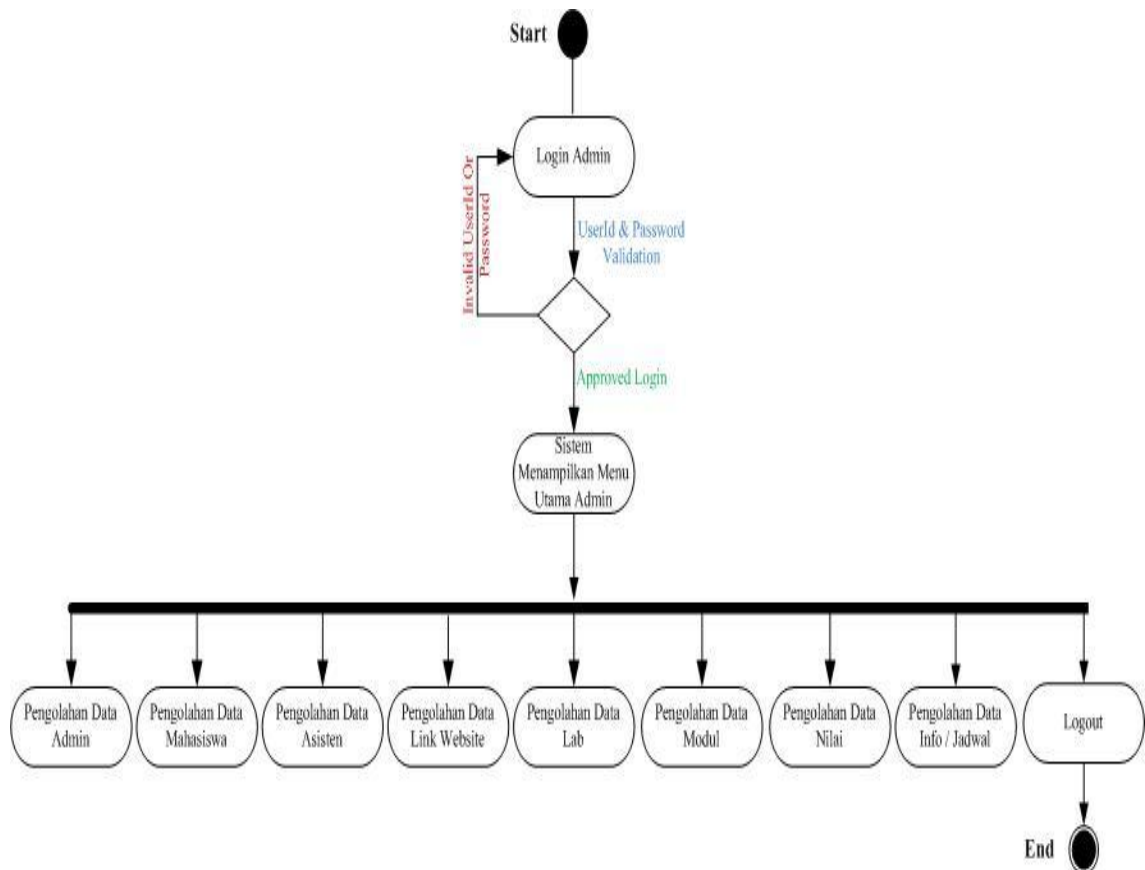 Start
Login Admin
Invalid UserId Or
Password
UserId & Password
Validation
Approved Login
Sistem
Menampilkan Menu
Utama Admin
Pengolahan Data
Admin
Pengolahan Data
Mahasiswa
Pengolahan Data
Asisten
Pengolahan Data
Link Website
Pengolahan Data
Lab
Pengolahan Data
Modul
Pengolahan Data
Nilai
Pengolahan Data
Info / Jadwal
Logout
End